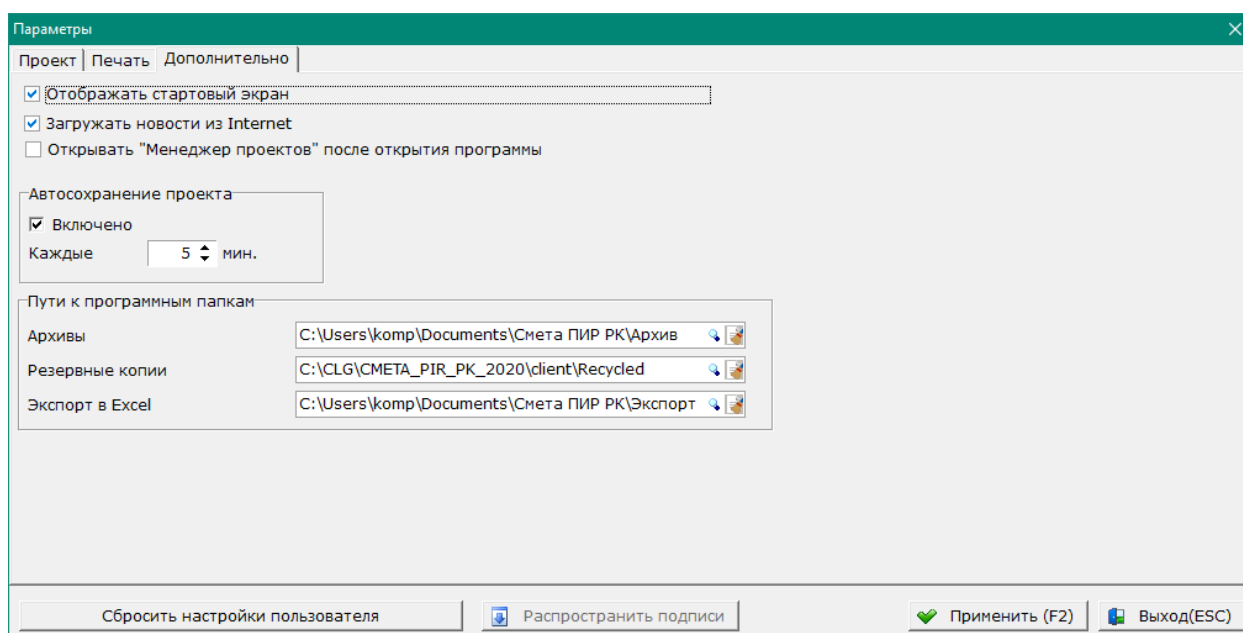 Параметры
Проект Печать Дополнительно
Отображать стартовый экран
Загружать новости из Internet
Открывать "Менеджер проектов" после открытия программы
Автосохранение проекта
Включено
Каждые 5 мин.
Пути к программным папкам
Архивы C:\Users\komp\Documents\Смета ПИР РК\Архив
Резервные копии C:\CLG\CMETA_PIR_PK_2020\client\Recycled
Экспорт в Excel C:\Users\komp\Documents\Смета ПИР РК\Экспорт
Сбросить настройки пользователя Распространить подписи Применить (F2) Выход(ESC)